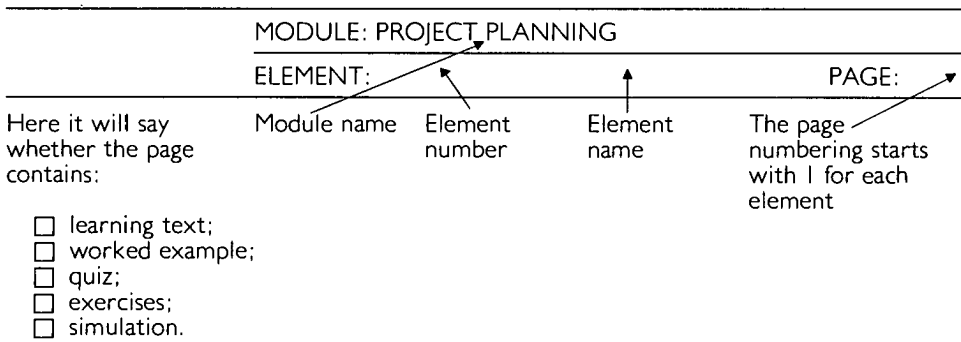 MODULE: PROJECT PLANNING
ELEMENT: PAGE:
Here it will say
whether the page
contains:
Module name
Element
number
Element
name
The page
numbering starts
with 1 for each
element
☐ learning text;
☐ worked example;
☐ quiz;
☐ exercises;
☐ simulation.